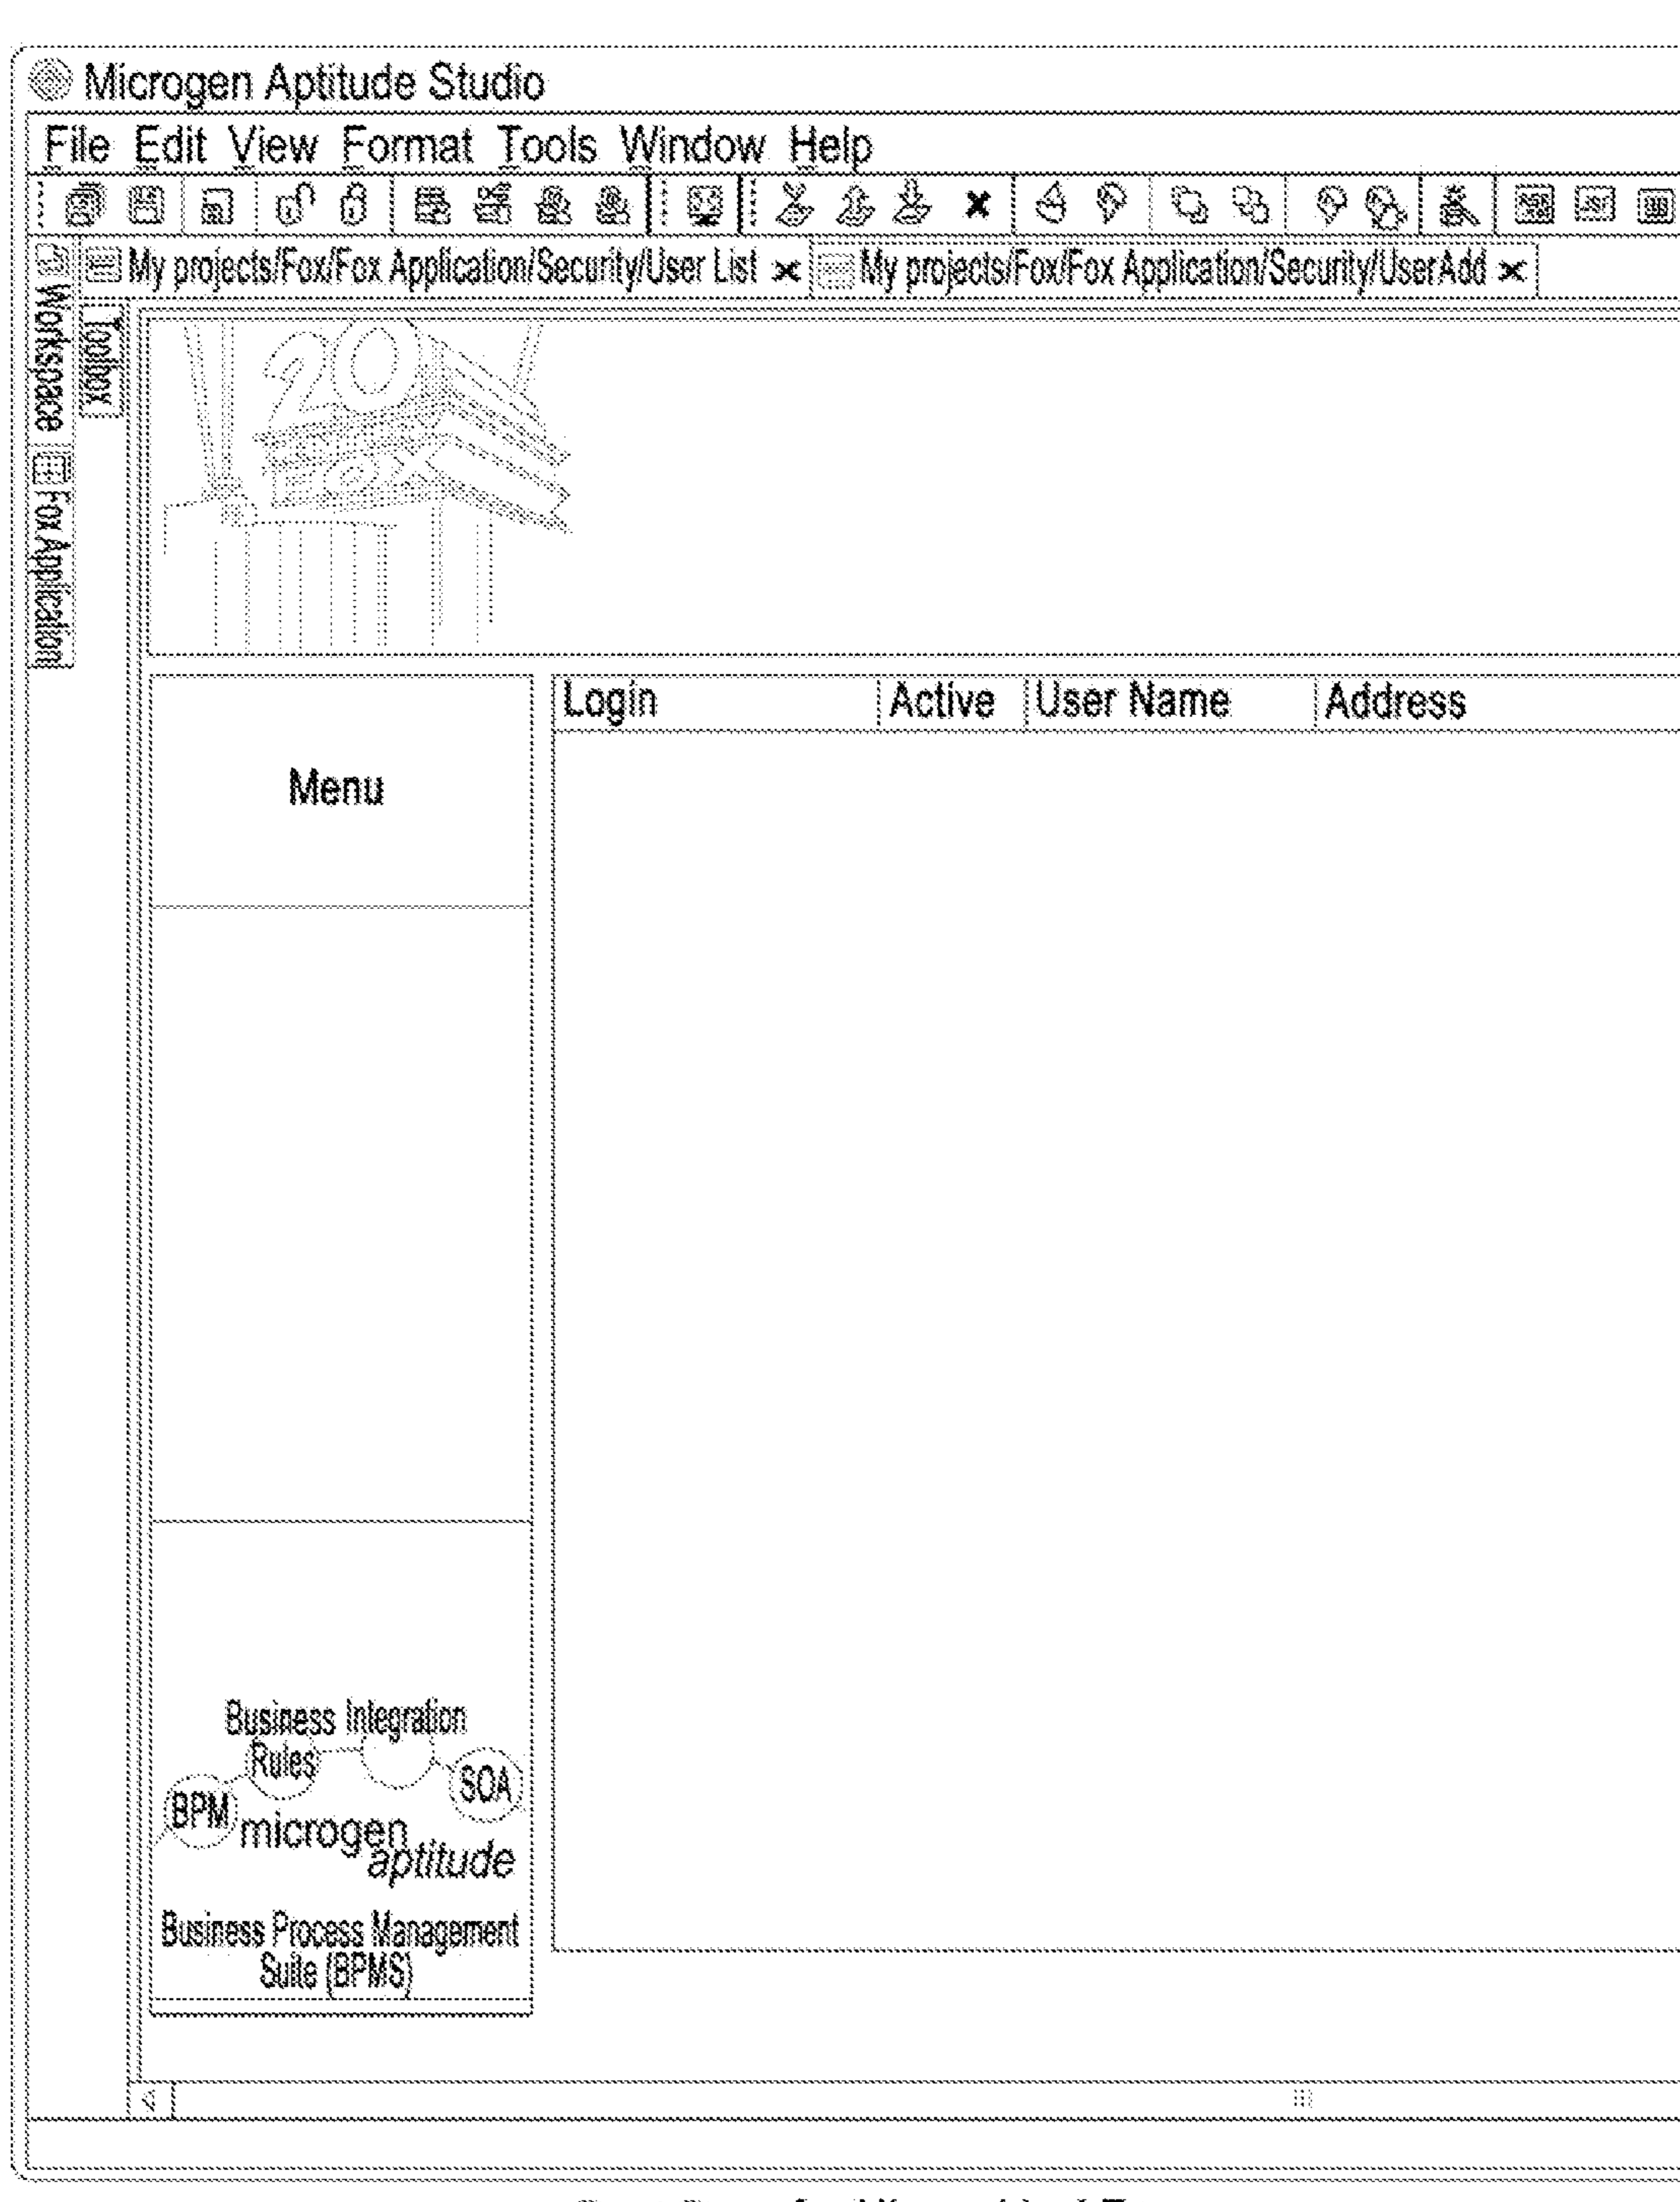 Microgen Aptitude Studio
File Edit View Format Tools Window Help
My projects/Fox/Fox Application/Security/User List
My projects/Fox/Fox Application/Security/UserAdd
Workspace
Fox Application
Toolbox
20
FOX
Menu
Login Active User Name Address
Business Integration
Rules
SOA
BPM
microgen
aptitude
Business Process Management
Suite (BPMS)